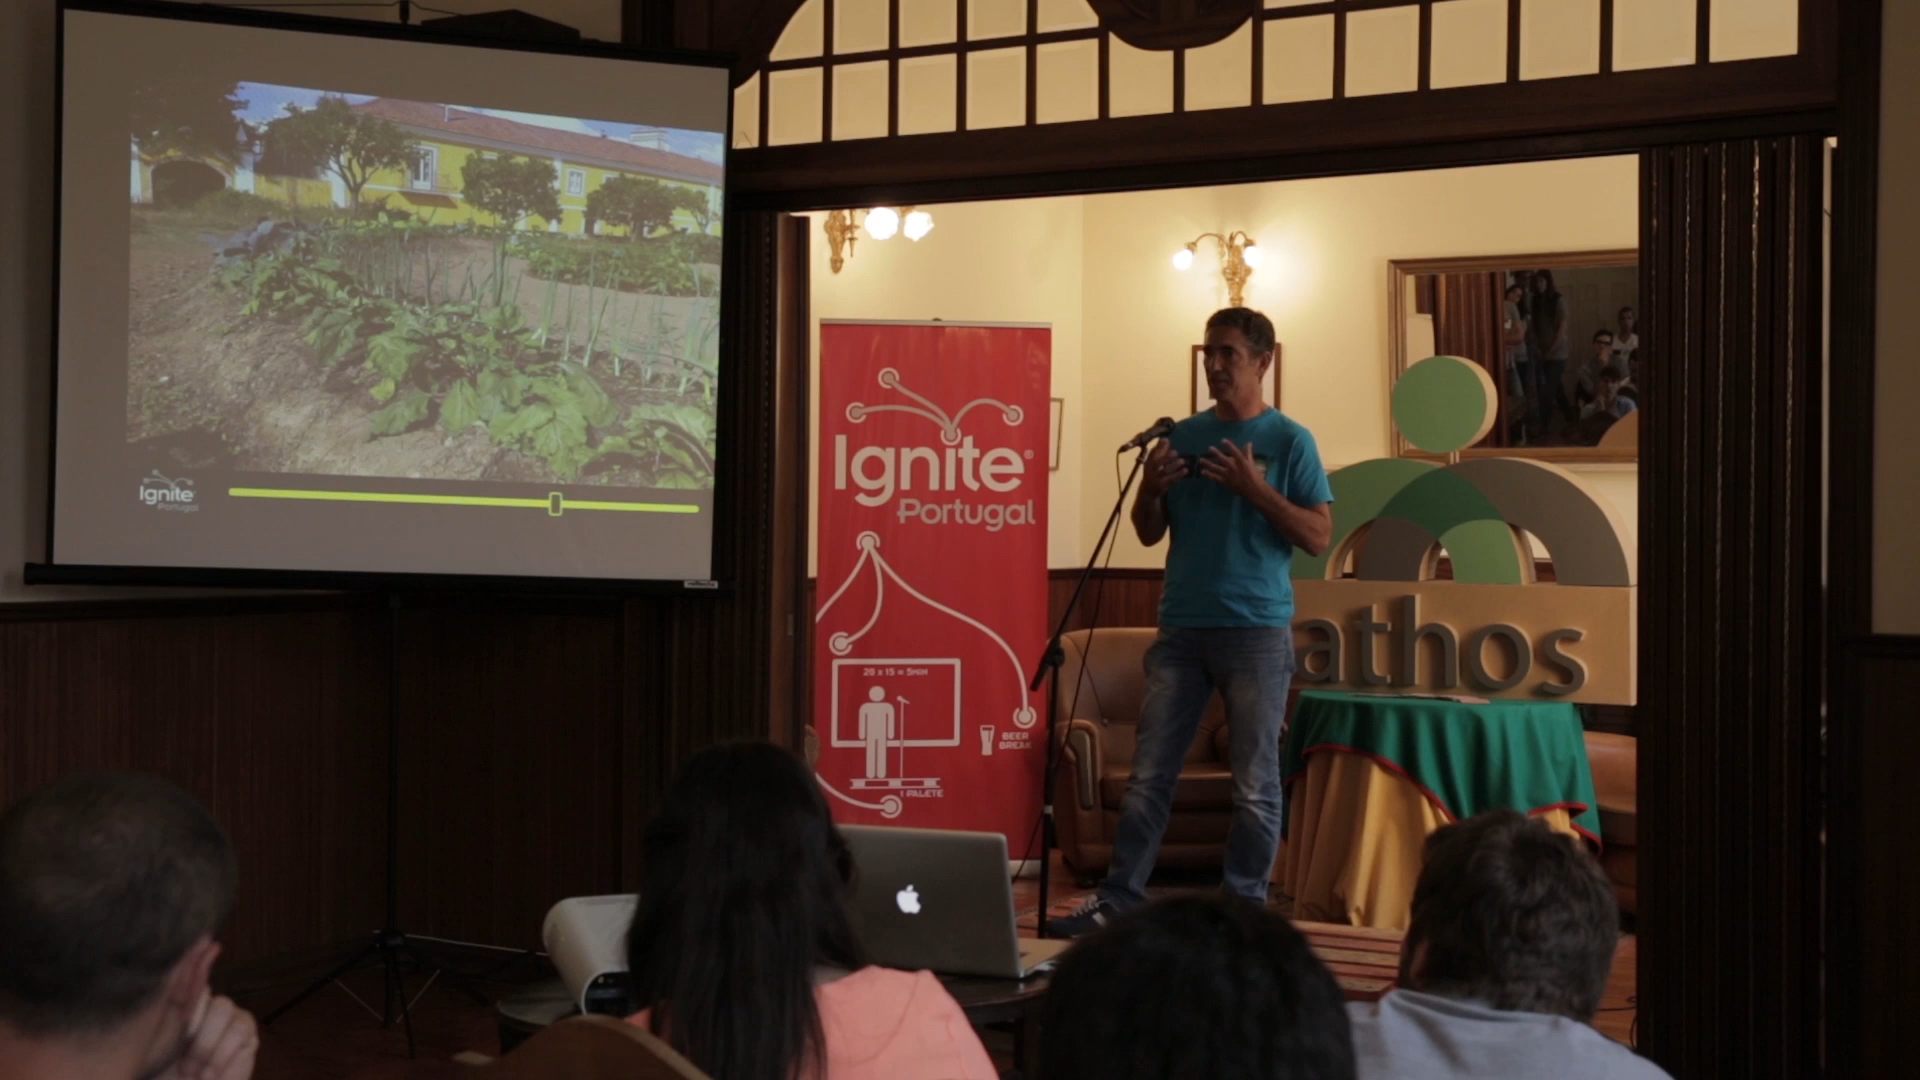 Ignite
Portugal
Ignite®
Portugal
20 x 15 = 5MIN
BEER
BREAK
1 PALETE
athos